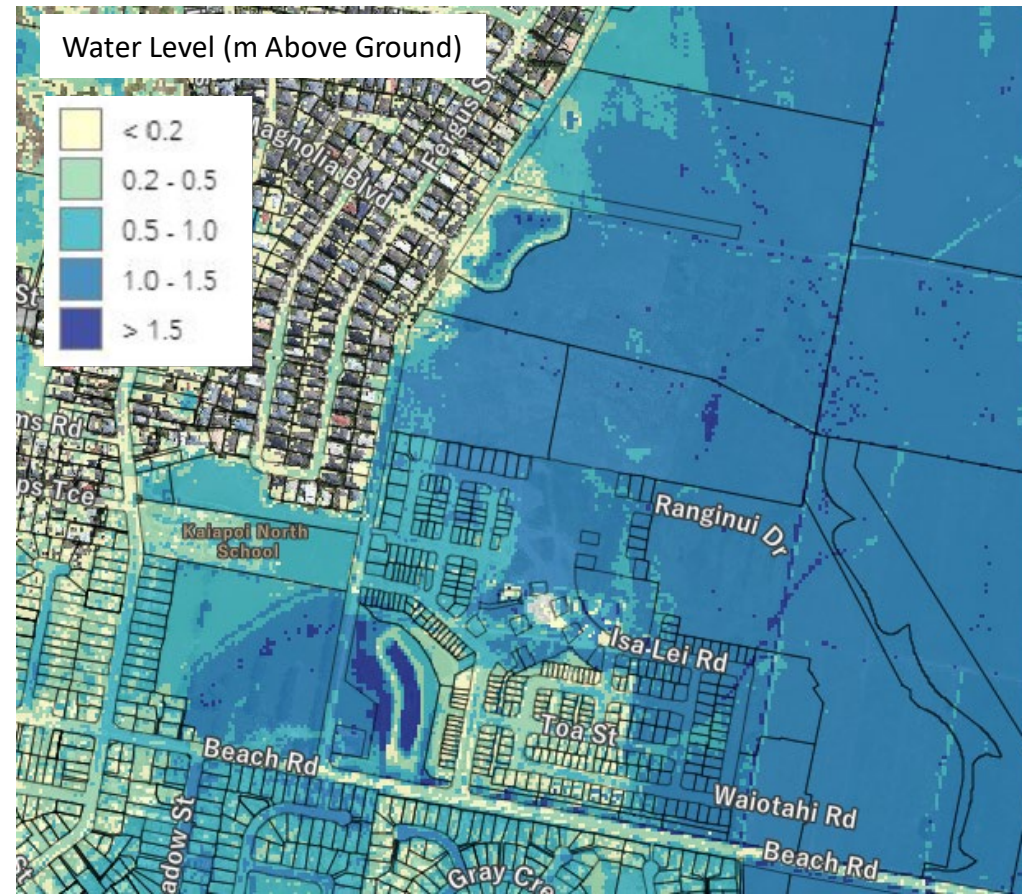 Water Level (m Above Ground)
< 0.2
0.2 - 0.5
0.5 - 1.0
1.0 - 1.5
> 1.5
Magnolia Blvd
Fergus St
St
ms Rd
ps Tce
Kaiapoi North
School
Ranginui Dr
Isa Lei Rd
Toa St
Beach Rd
Waiotahi Rd
Beach Rd
adow St
Gray Cre
St